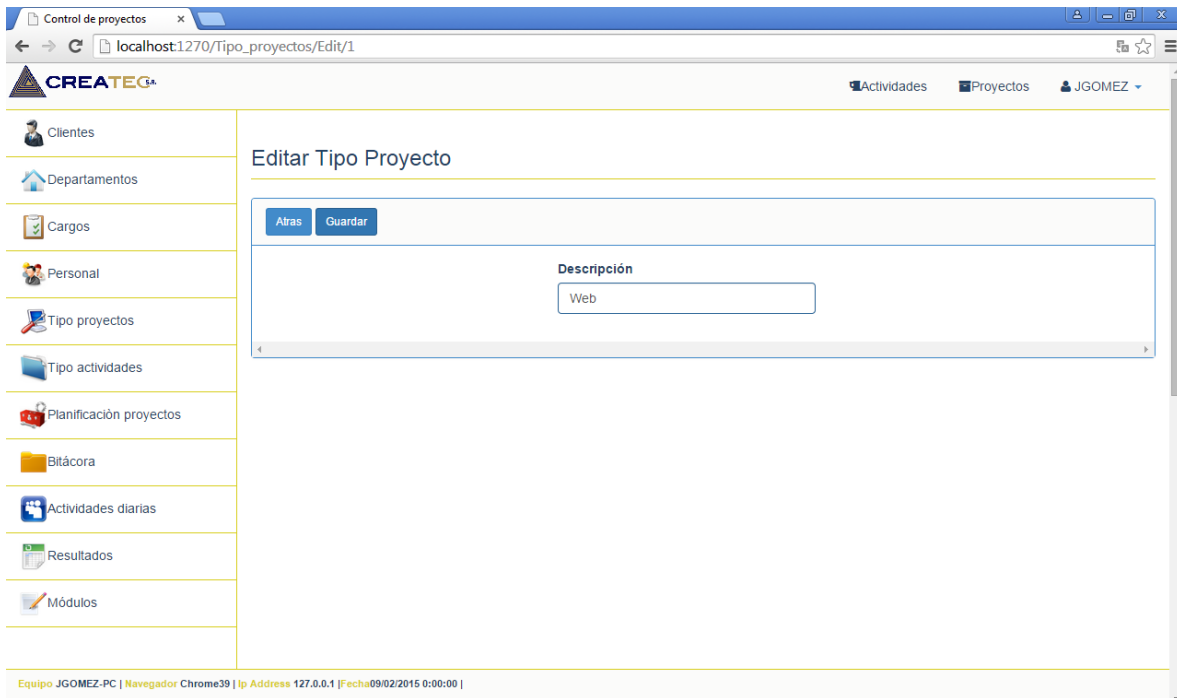 Control de proyectos
localhost:1270/Tipo_proyectos/Edit/1
CREATEC S.A.
Actividades
Proyectos
JGOMEZ
Clientes
Departamentos
Cargos
Personal
Tipo proyectos
Tipo actividades
Planificaciòn proyectos
Bitácora
Actividades diarias
Resultados
Módulos
Editar Tipo Proyecto
Atras Guardar
Descripción
Web
Equipo JGOMEZ-PC | Navegador Chrome39 | Ip Address 127.0.0.1 |Fecha09/02/2015 0:00:00 |